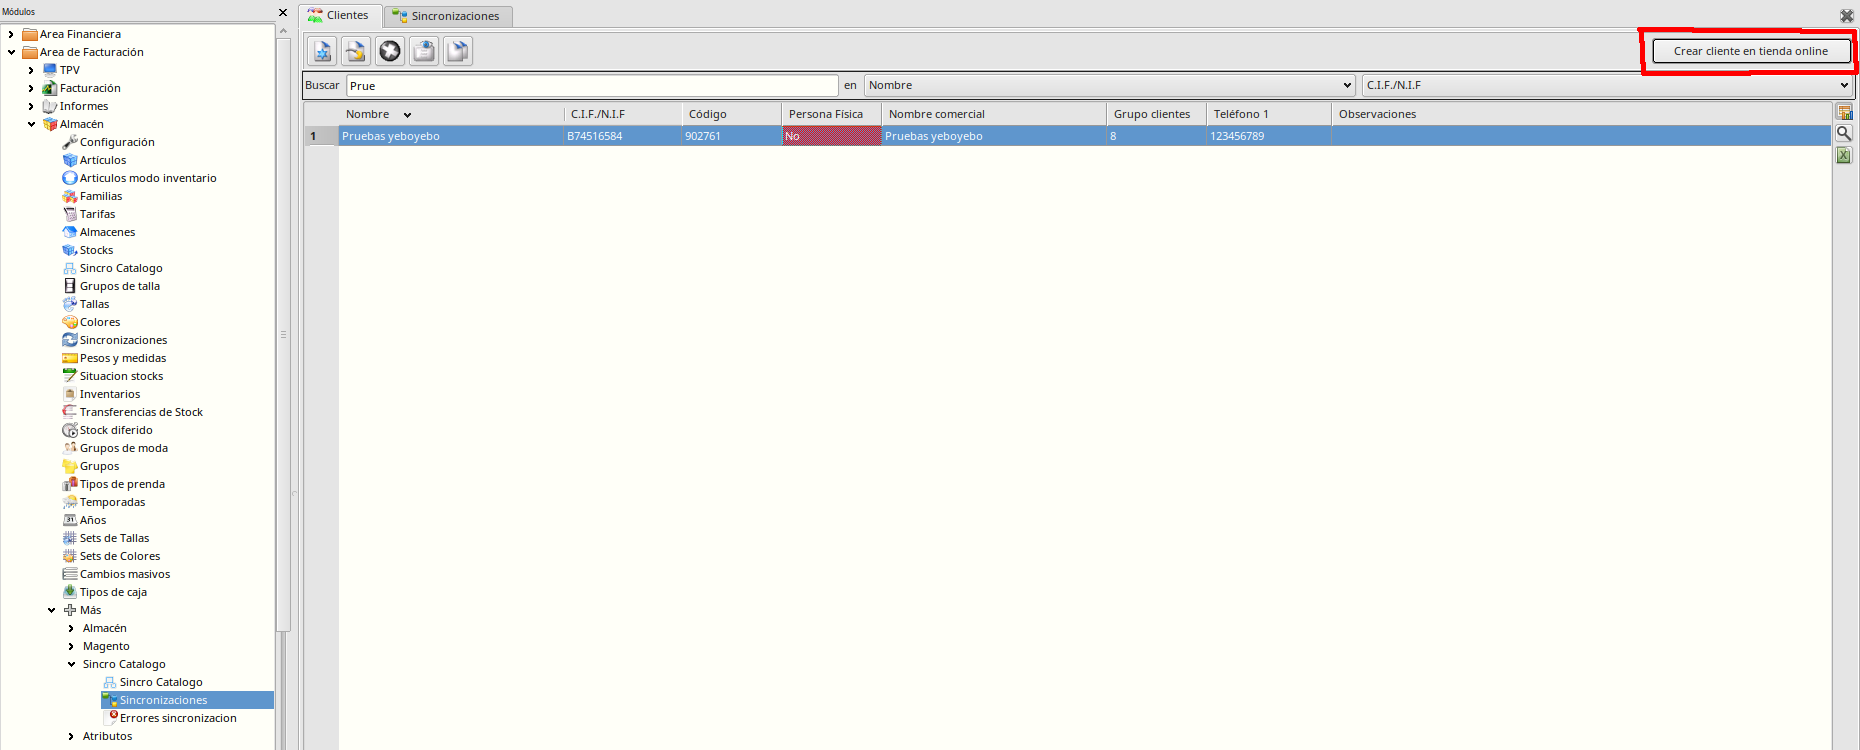 Módulos
Area Financiera
Area de Facturación
TPV
Facturación
Informes
Almacén
Configuración
Artículos
Articulos modo inventario
Familias
Tarifas
Almacenes
Stocks
Sincro Catalogo
Grupos de talla
Tallas
Colores
Sincronizaciones
Pesos y medidas
Situacion stocks
Inventarios
Transferencias de Stock
Stock diferido
Grupos de moda
Grupos
Tipos de prenda
Temporadas
Años
Sets de Tallas
Sets de Colores
Cambios masivos
Tipos de caja
Más
Almacén
Magento
Sincro Catalogo
Sincro Catalogo
Sincronizaciones
Errores sincronizacion
Atributos
Clientes Sincronizaciones
Crear cliente en tienda online
Buscar Prue en Nombre C.I.F./N.I.F
Nombre C.I.F./N.I.F Código Persona Física Nombre comercial Grupo clientes Teléfono 1 Observaciones
1 Pruebas yeboyebo B74516584 902761 No Pruebas yeboyebo 8 123456789